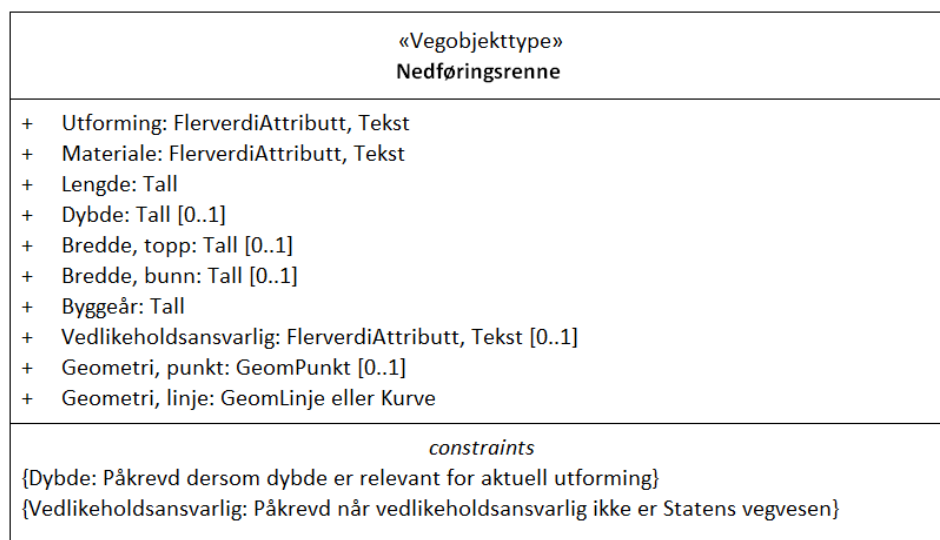 «Vegobjekttype»
Nedføringsrenne
+ Utforming: FlerverdiAttributt, Tekst
+ Materiale: FlerverdiAttributt, Tekst
+ Lengde: Tall
+ Dybde: Tall [0..1]
+ Bredde, topp: Tall [0..1]
+ Bredde, bunn: Tall [0..1]
+ Byggeår: Tall
+ Vedlikeholdsansvarlig: FlerverdiAttributt, Tekst [0..1]
+ Geometri, punkt: GeomPunkt [0..1]
+ Geometri, linje: GeomLinje eller Kurve
constraints
{Dybde: Påkrevd dersom dybde er relevant for aktuell utforming}
{Vedlikeholdsansvarlig: Påkrevd når vedlikeholdsansvarlig ikke er Statens vegvesen}